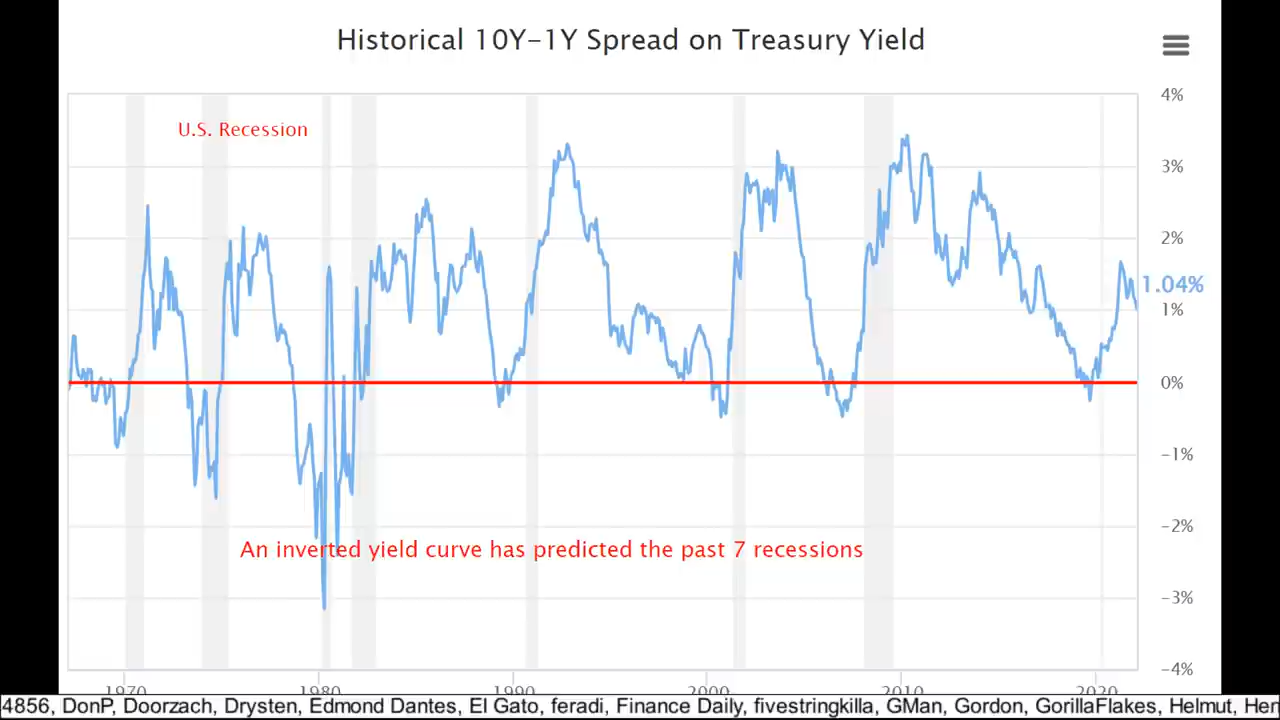 Historical 10Y-1Y Spread on Treasury Yield
4%
U.S. Recession
3%
2%
1.04%
1%
0%
-1%
-2%
An inverted yield curve has predicted the past 7 recessions
-3%
-4%
1970 1980 1990 2000 2010 2020
4856, DonP, Doorzach, Drysten, Edmond Dantes, El Gato, feradi, Finance Daily, fivestringkilla, GMan, Gordon, GorillaFlakes, Helmut, Her